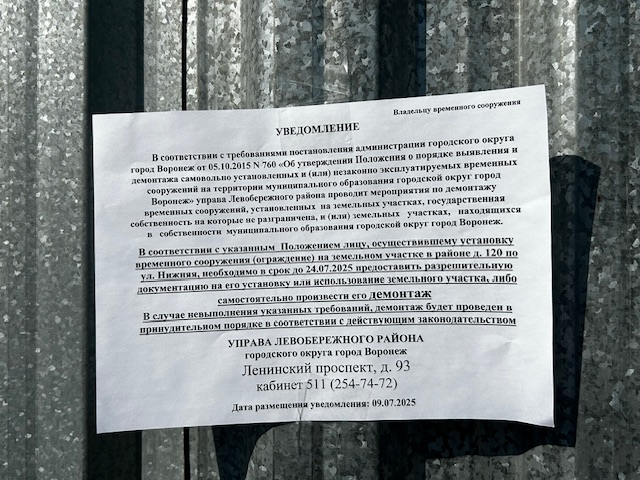 Владельцу временного сооружения
УВЕДОМЛЕНИЕ
В соответствии с требованиями постановления администрации городского округа
город Воронеж от 05.10.2015 N 760 «Об утверждении Положения о порядке выявления и
демонтажа самовольно установленных и (или) незаконно эксплуатируемых временных
сооружений на территории муниципального образования городской округ город
Воронеж» управа Левобережного района проводит мероприятия по демонтажу
временных сооружений, установленных на земельных участках, государственная
собственность на которые не разграничена, и (или) земельных участках, находящихся
в собственности муниципального образования городской округ город Воронеж.
В соответствии с указанным Положением лицу, осуществившему установку
временного сооружения (ограждение) на земельном участке в районе д. 120 по
ул. Нижняя, необходимо в срок до 24.07.2025 предоставить разрешительную
документацию на его установку или использование земельного участка, либо
самостоятельно произвести его демонтаж
В случае невыполнения указанных требований, демонтаж будет проведен в
принудительном порядке в соответствии с действующим законодательством
УПРАВА ЛЕВОБЕРЕЖНОГО РАЙОНА
городского округа город Воронеж
Ленинский проспект, д. 93
кабинет 511 (254-74-72)
Дата размещения уведомления: 09.07.2025